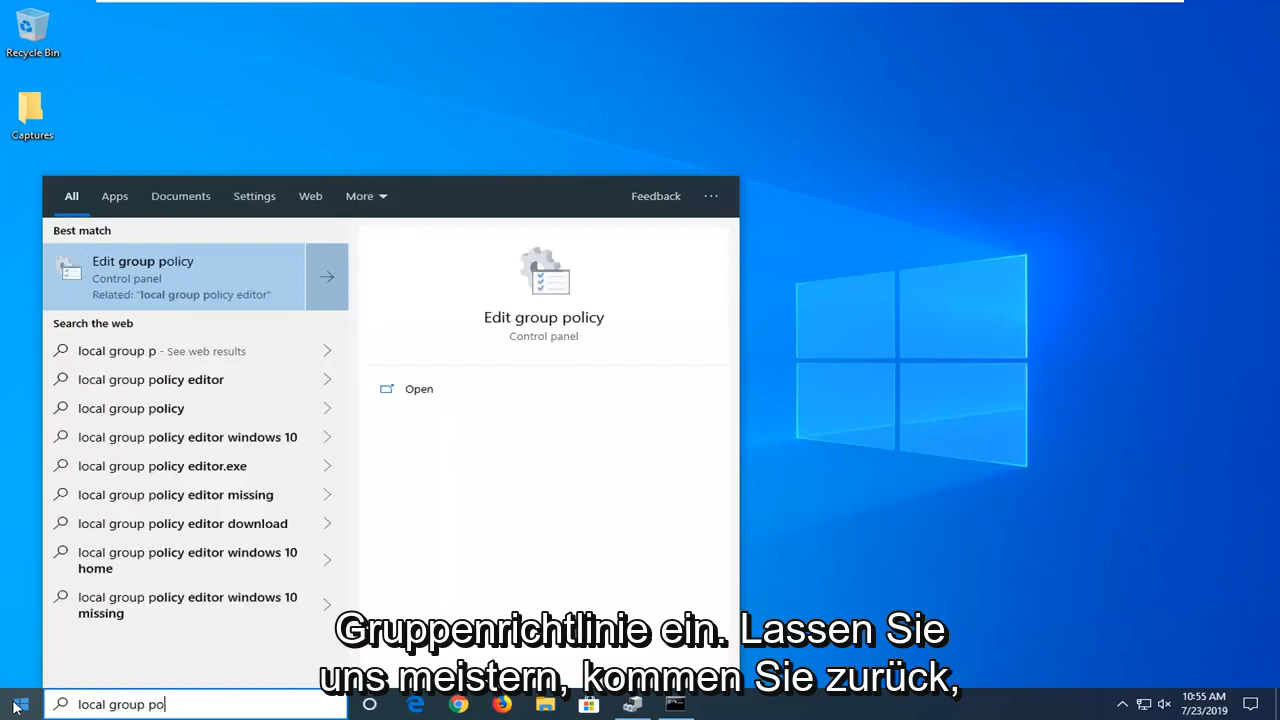 Recycle Bin
Captures
All Apps Documents Settings Web More Feedback ...
Best match
Edit group policy
Control panel
Related: "local group policy editor"
Search the web
local group p - See web results
local group policy editor
local group policy
local group policy editor windows 10
local group policy editor.exe
local group policy editor missing
local group policy editor download
local group policy editor windows 10
home
local group policy editor windows 10
missing
Edit group policy
Control panel
Open
Gruppenrichtlinie ein. Lassen Sie
uns meistern, kommen Sie zurück,
local group po
10:55 AM
7/23/2019